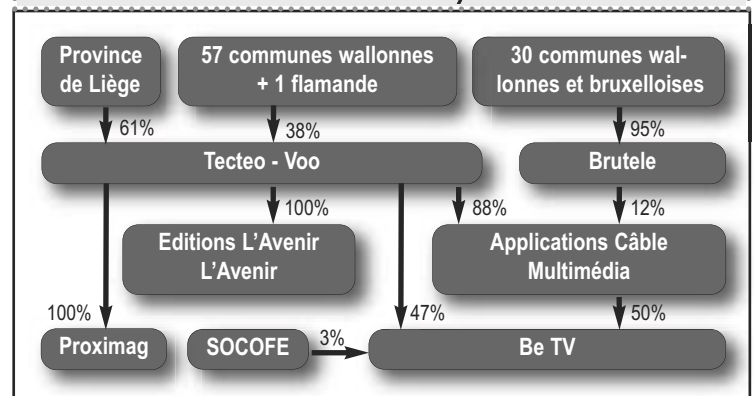 Province
de Liège
57 communes wallonnes
+ 1 flamande
30 communes wal-
lonnes et bruxelloises
61%
38%
95%
Tecteo - Voo
Brutele
100%
88%
12%
Editions L'Avenir
L'Avenir
Applications Câble
Multimédia
100%
47%
50%
Proximag
SOCOFE
3%
Be TV